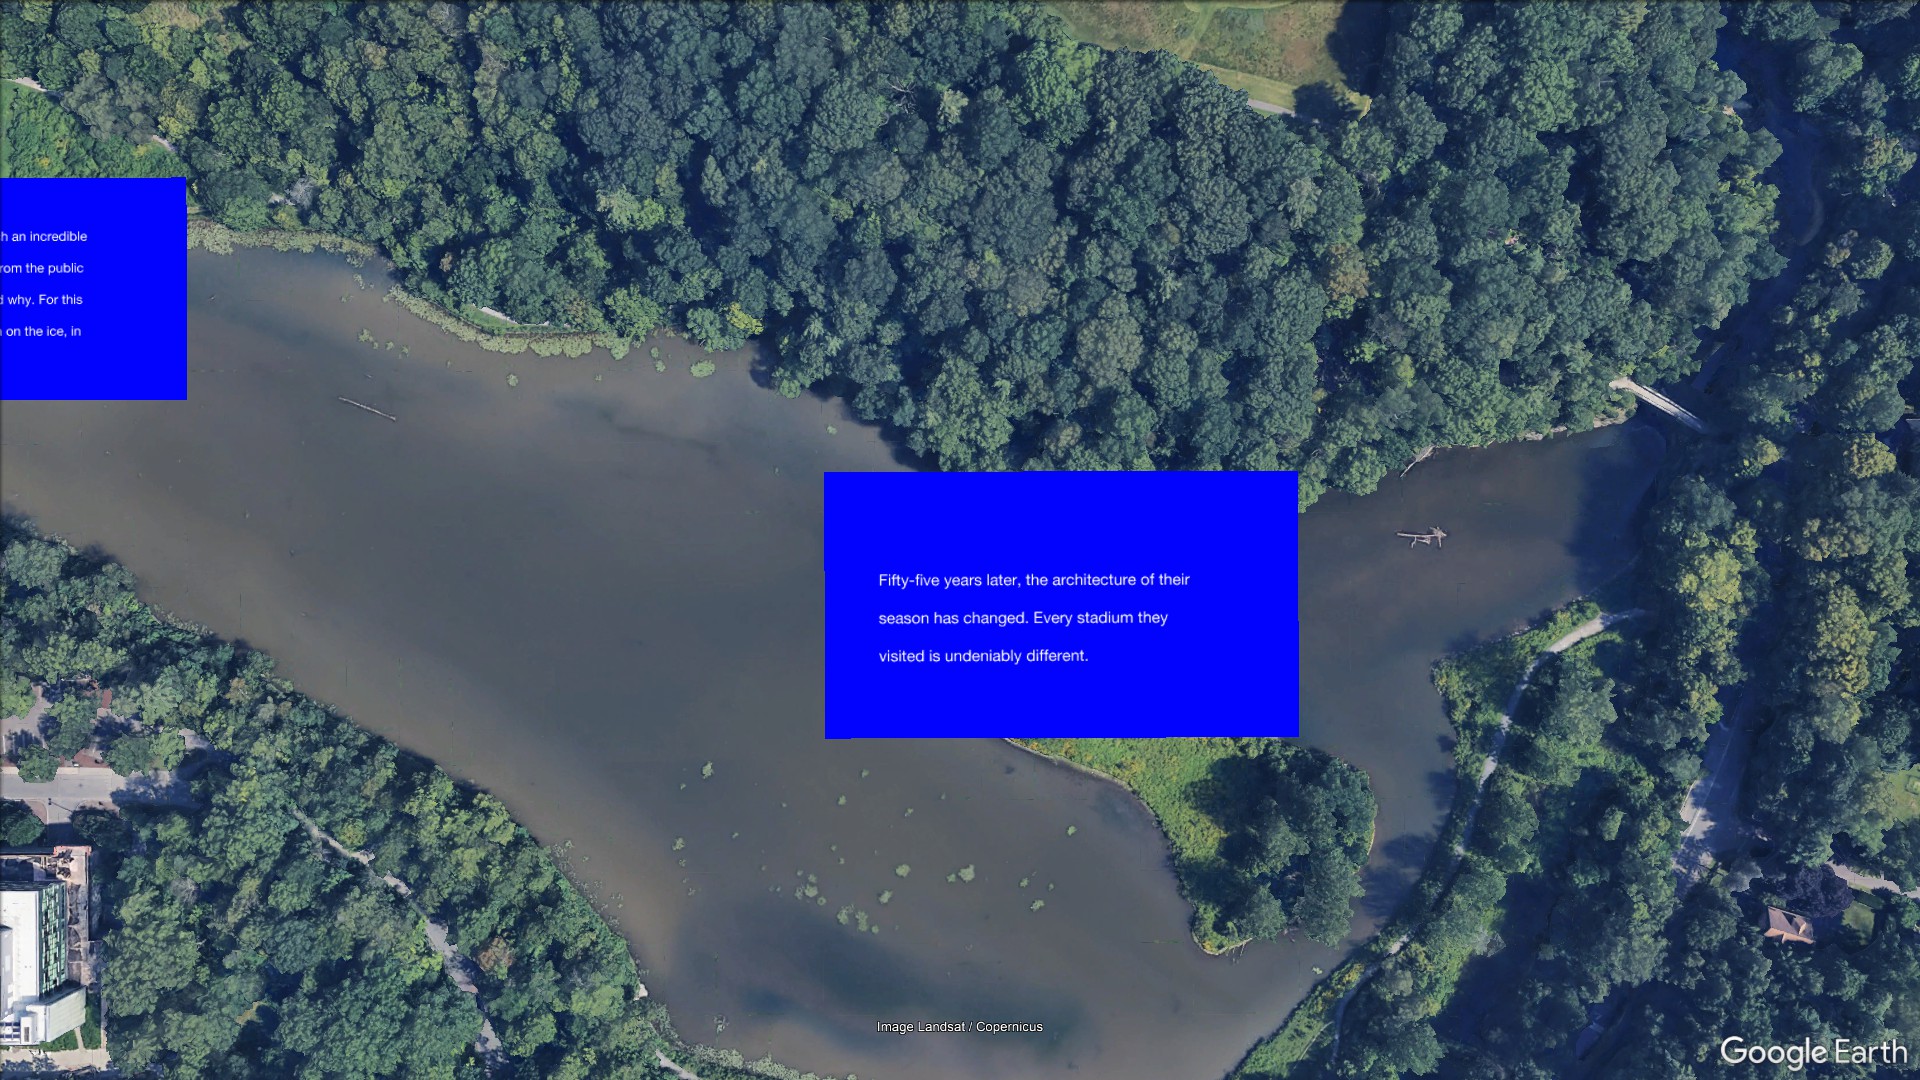 h an incredible
rom the public
d why. For this
on the ice, in
Fifty-five years later, the architecture of their
season has changed. Every stadium they
visited is undeniably different.
Image Landsat / Copernicus
Google Earth